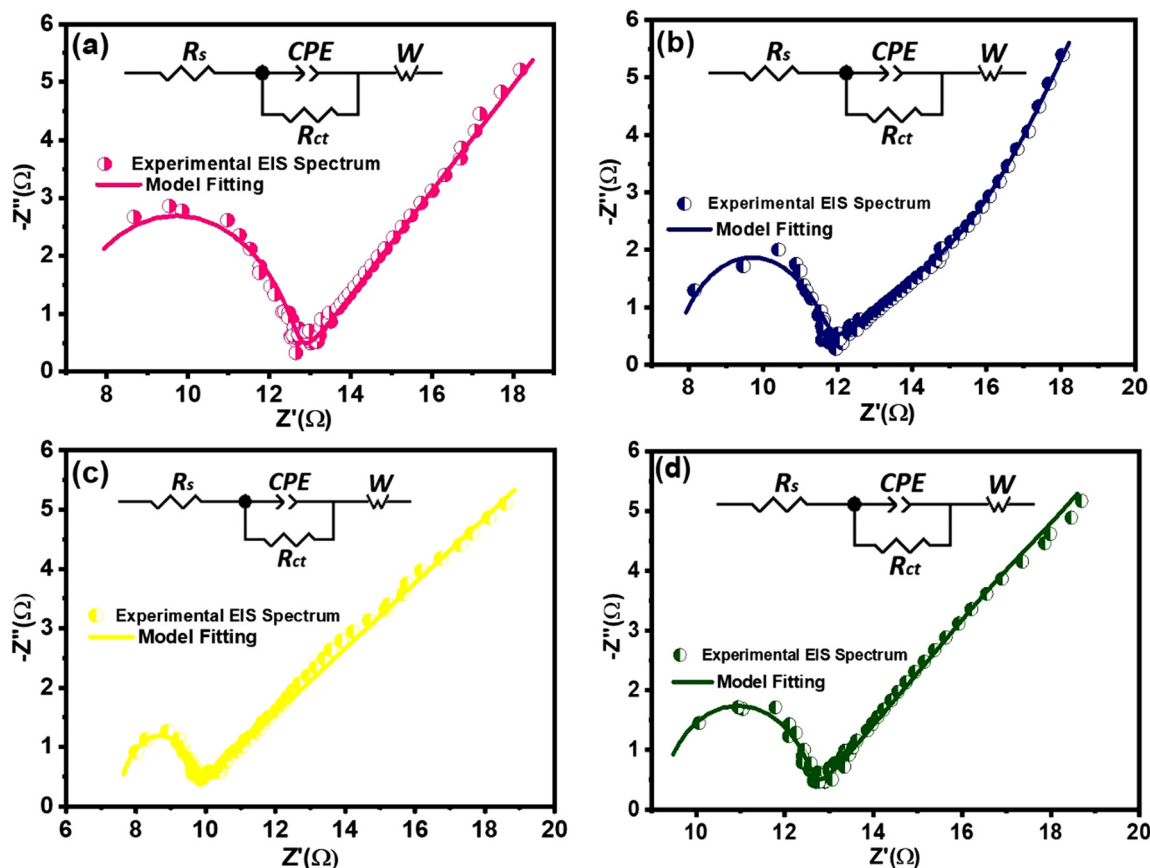 (a)
Rs
CPE
W
Rct
Experimental EIS Spectrum
Model Fitting
-Z''(Ω)
6
5
4
3
2
1
0
8 10 12 14 16 18
Z'(Ω)
(b)
Rs
CPE
W
Rct
Experimental EIS Spectrum
Model Fitting
-Z''(Ω)
6
5
4
3
2
1
0
8 10 12 14 16 18 20
Z'(Ω)
(c)
Rs
CPE
W
Rct
Experimental EIS Spectrum
Model Fitting
-Z''(Ω)
6
5
4
3
2
1
0
6 8 10 12 14 16 18 20
Z'(Ω)
(d)
Rs
CPE
W
Rct
Experimental EIS Spectrum
Model Fitting
-Z''(Ω)
6
5
4
3
2
1
0
10 12 14 16 18 20
Z'(Ω)